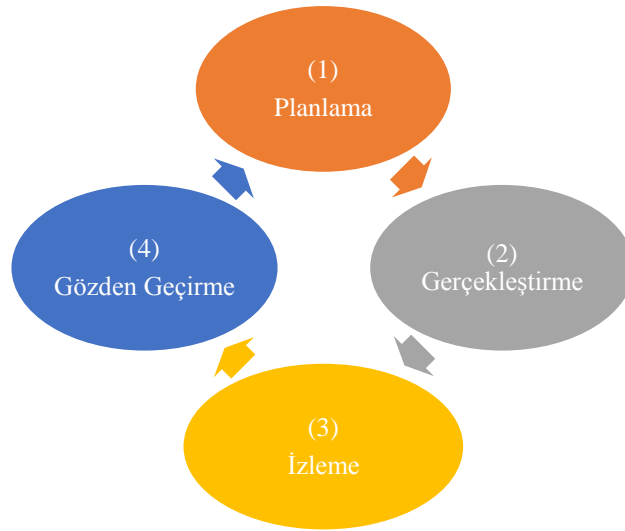 (1)
Planlama
(2)
Gerçekleştirme
(3)
İzleme
(4)
Gözden Geçirme